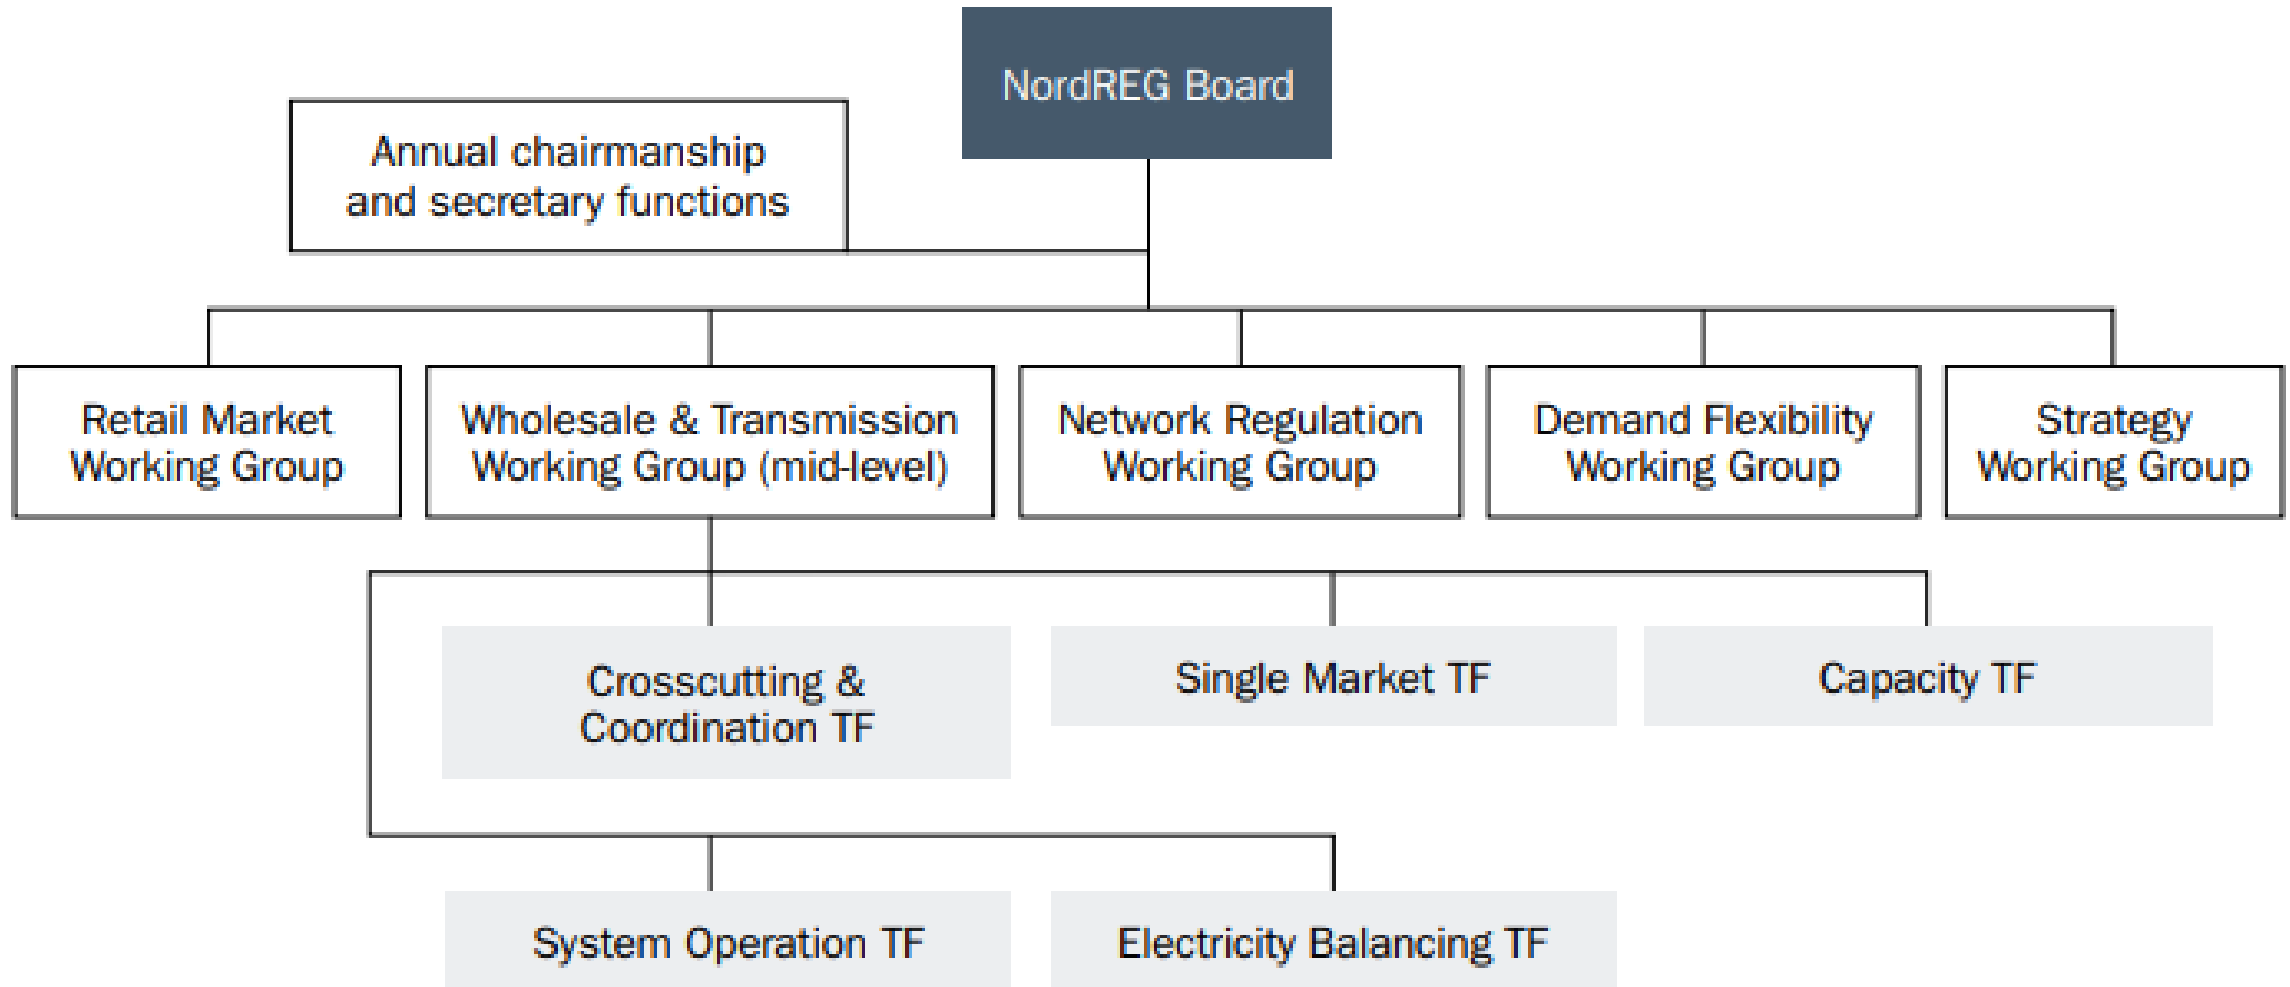 NordREG Board
Annual chairmanship
and secretary functions
Retail Market
Working Group
Wholesale & Transmission
Working Group (mid-level)
Network Regulation
Working Group
Demand Flexibility
Working Group
Strategy
Working Group
Crosscutting &
Coordination TF
Single Market TF
Capacity TF
System Operation TF
Electricity Balancing TF